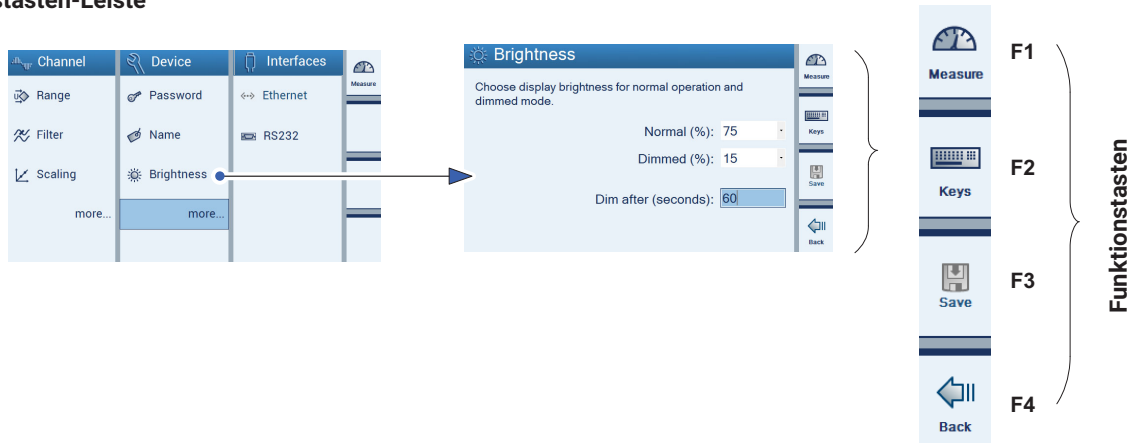 stasten-Leiste
Channel
Range
Filter
Scaling
more...
Device
Password
Name
Brightness
more...
Interfaces
Ethernet
RS232
Measure
Brightness
Choose display brightness for normal operation and
dimmed mode.
Normal (%): 75
Dimmed (%): 15
Dim after (seconds): 60
Measure
Keys
Save
Back
Measure
F1
Keys
F2
Save
F3
Back
F4
Funktionstasten